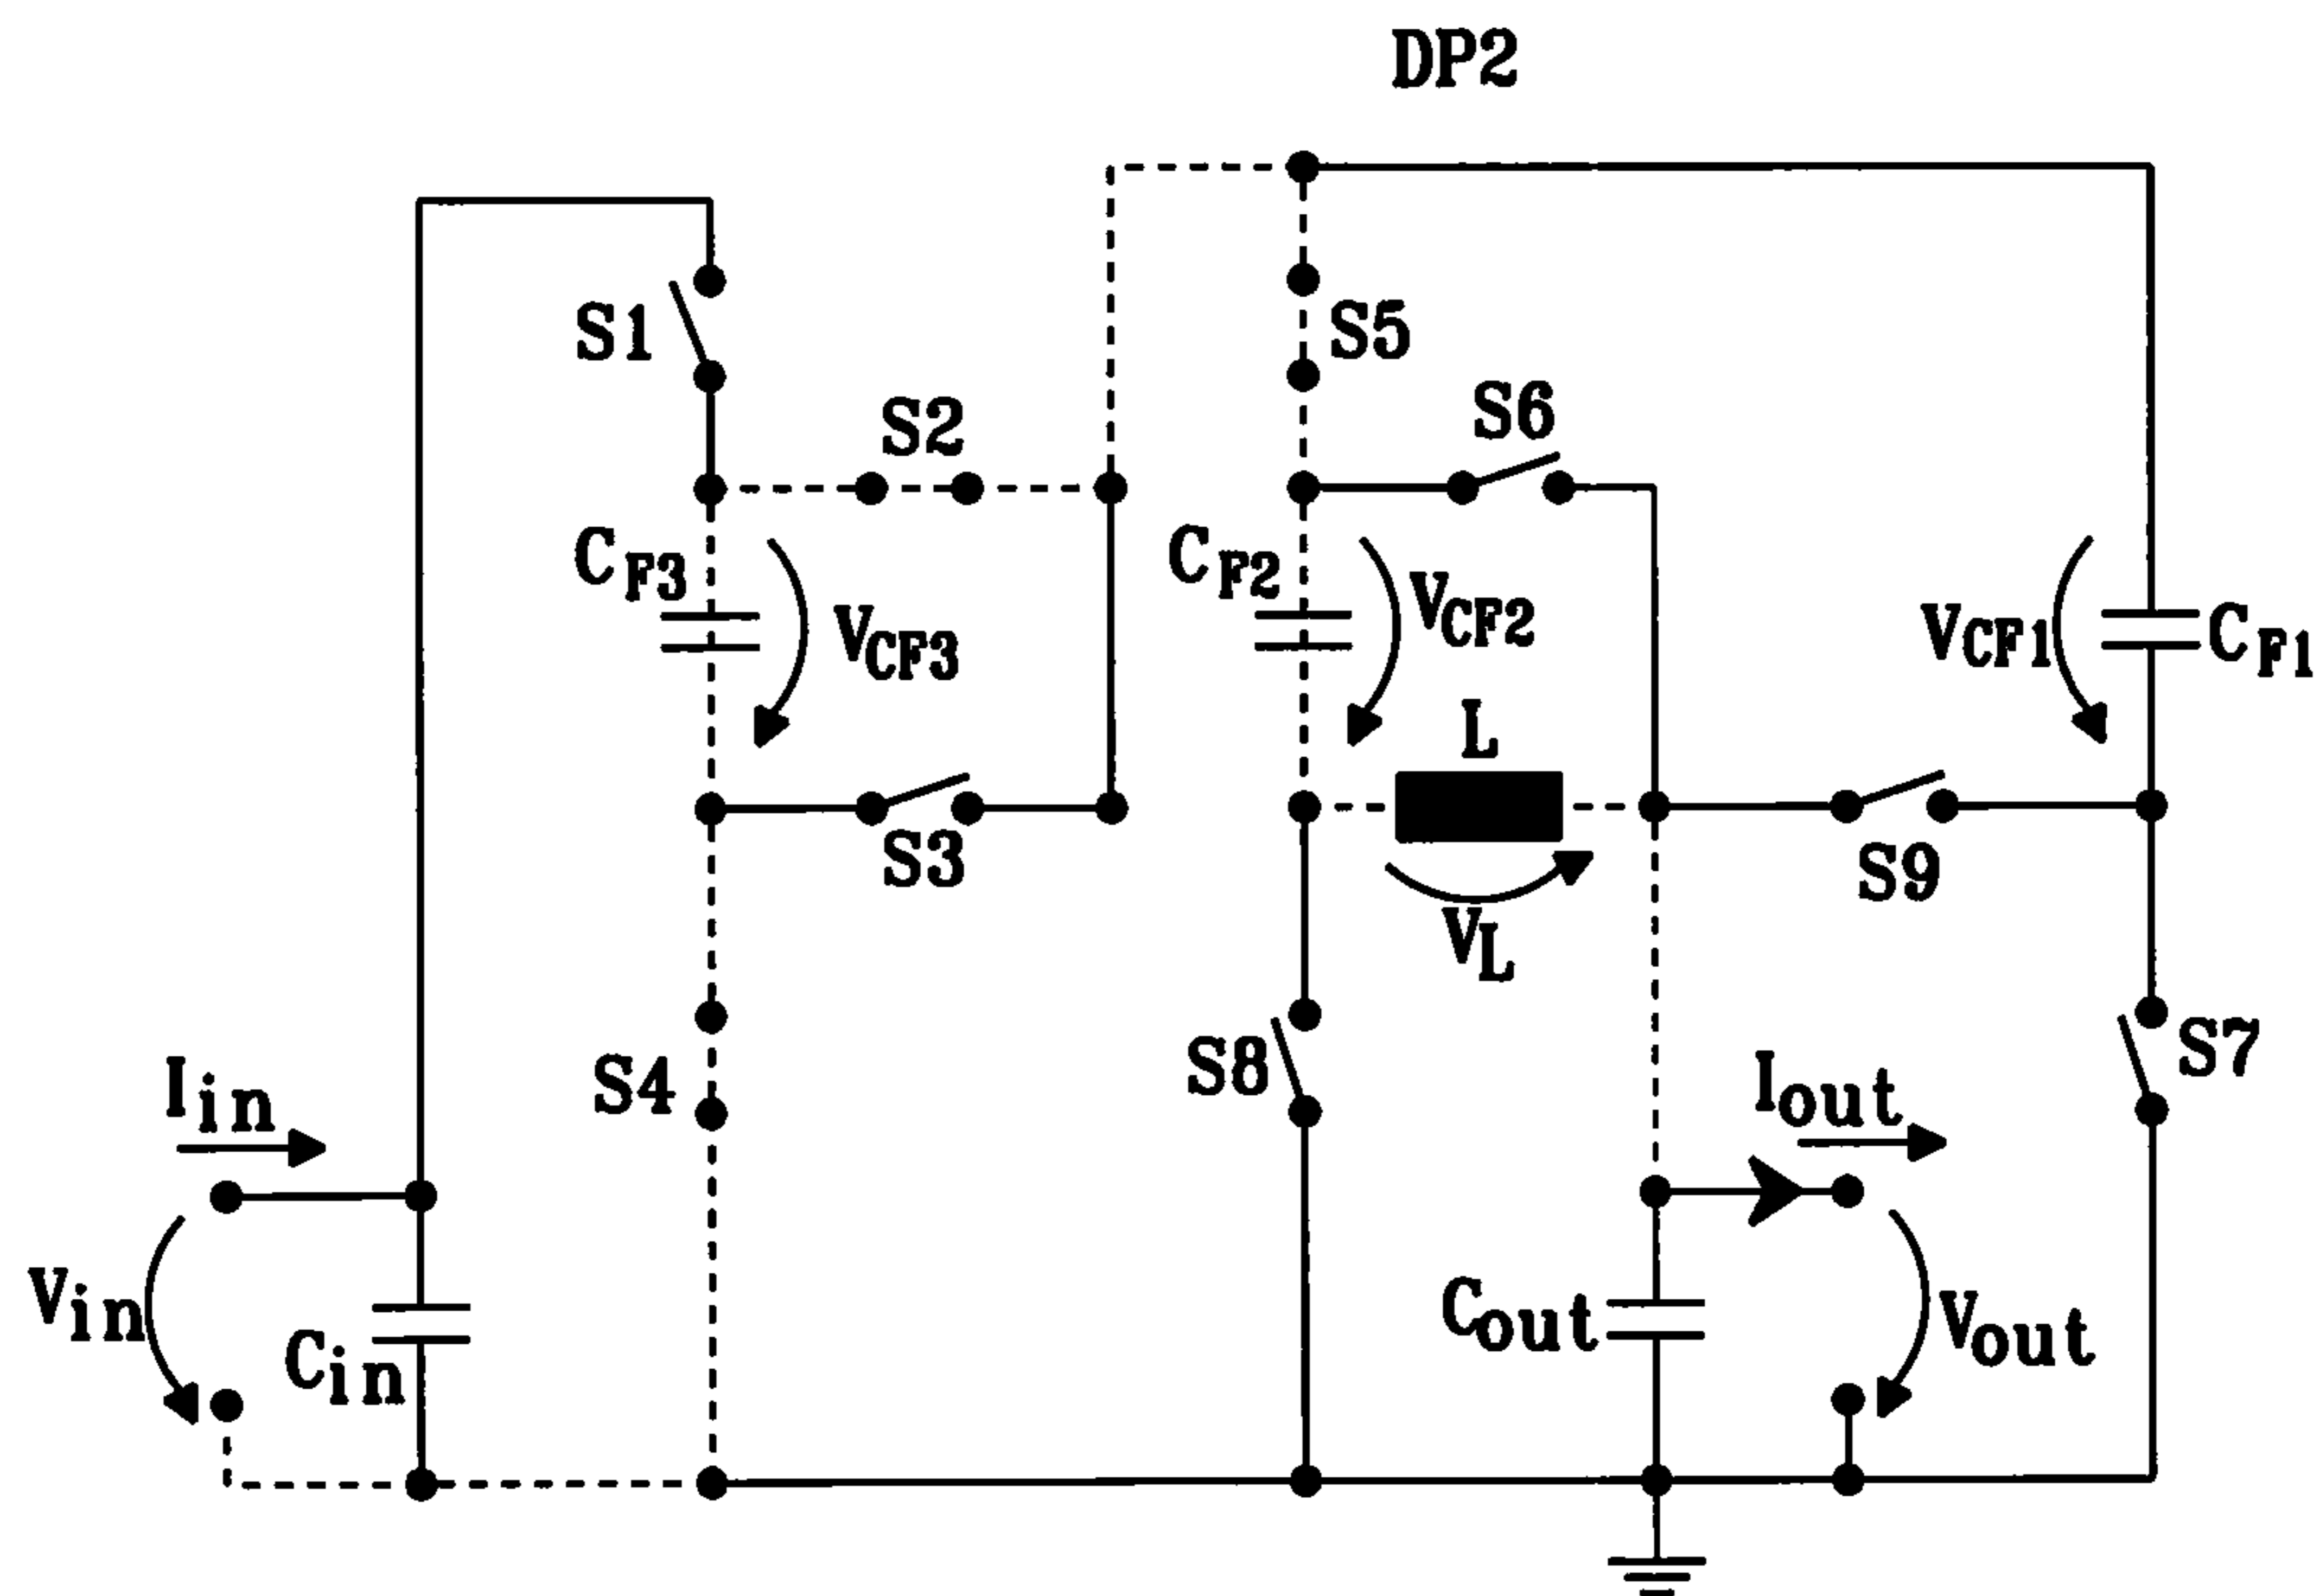 DP2
S1
S5
S2
S6
CF3
VCF3
CF2
VCF2
VCF1
CF1
L
S3
S9
VL
S4
S8
S7
Iin
Iout
Vin
Cin
Cout
Vout